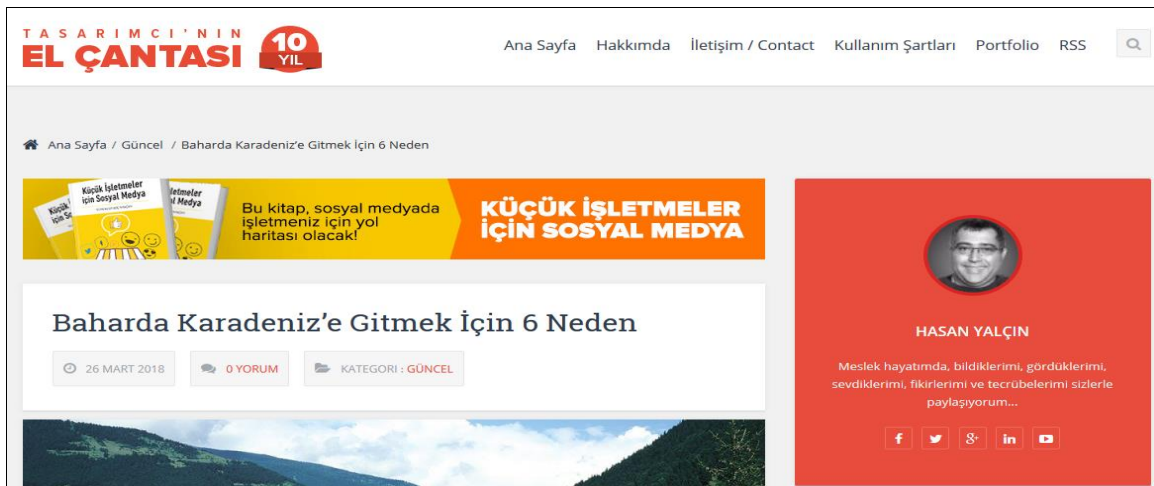 TASARIMCI'NIN
EL ÇANTASI
10
YIL
Ana Sayfa Hakkımda İletişim / Contact Kullanım Şartları Portfolio RSS
Ana Sayfa / Güncel / Baharda Karadeniz’e Gitmek İçin 6 Neden
Küçük İşletmeler
için Sosyal Medya
Bu kitap, sosyal medyada
işletmeniz için yol
haritası olacak!
KÜÇÜK İŞLETMELER
İÇİN SOSYAL MEDYA
Baharda Karadeniz’e Gitmek İçin 6 Neden
26 MART 2018 0 YORUM KATEGORI : GÜNCEL
HASAN YALÇIN
Meslek hayatımda, bildiklerimi, gördüklerimi,
sevdiklerimi, fikirlerimi ve tecrübelerimi sizlerle
paylaşıyorum...